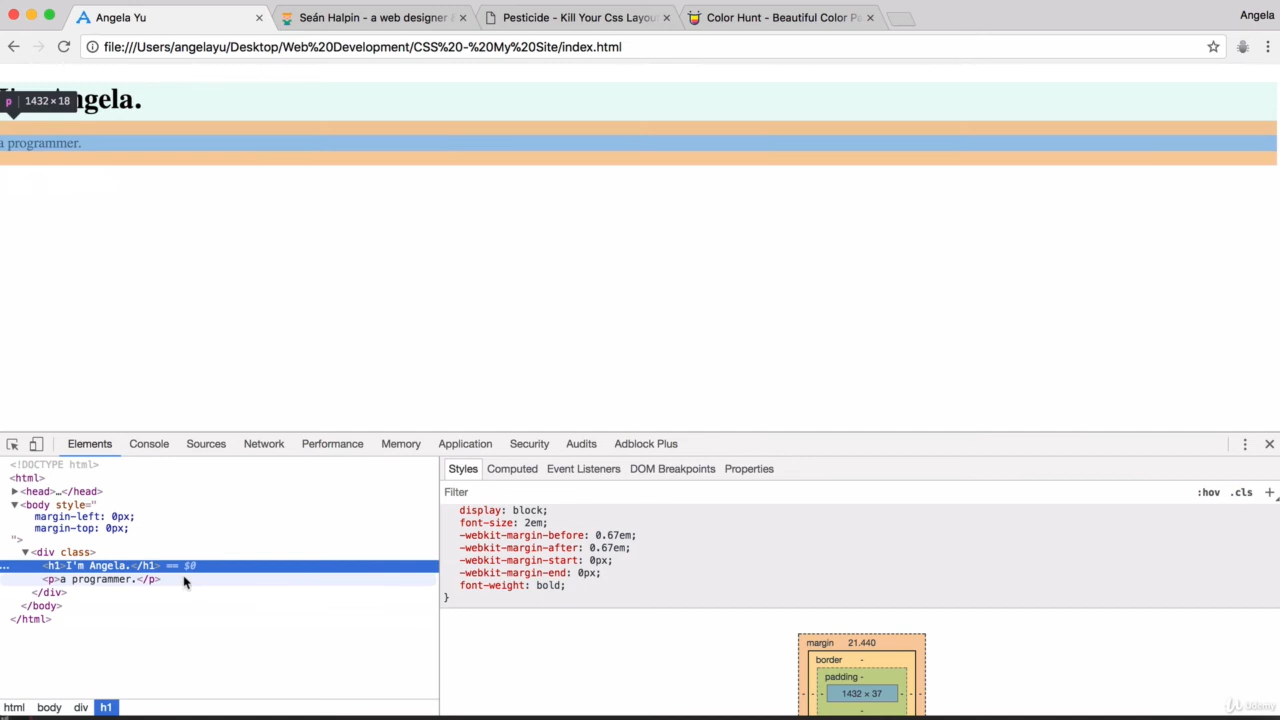 Angela Yu
Seán Halpin - a web designer
Pesticide - Kill Your Css Layou
Color Hunt - Beautiful Color P
Angela
file:///Users/angelayu/Desktop/Web%20Development/CSS%20-%20My%20Site/index.html
p | 1432 × 18
ngela.
a programmer.
Elements Console Sources Network Performance Memory Application Security Audits Adblock Plus
<!DOCTYPE html>
<html>
▶<head>…</head>
▼<body style="
margin-left: 0px;
margin-top: 0px;
">
▼<div class>
... <h1>I'm Angela.</h1> == $0
<p>a programmer.</p>
</div>
</body>
</html>
html body div h1
Styles Computed Event Listeners DOM Breakpoints Properties
Filter :hov .cls +
display: block;
font-size: 2em;
-webkit-margin-before: 0.67em;
-webkit-margin-after: 0.67em;
-webkit-margin-start: 0px;
-webkit-margin-end: 0px;
font-weight: bold;
}
margin 21.440
border -
padding -
- - - 1432 × 37 - - -
-
Udemy